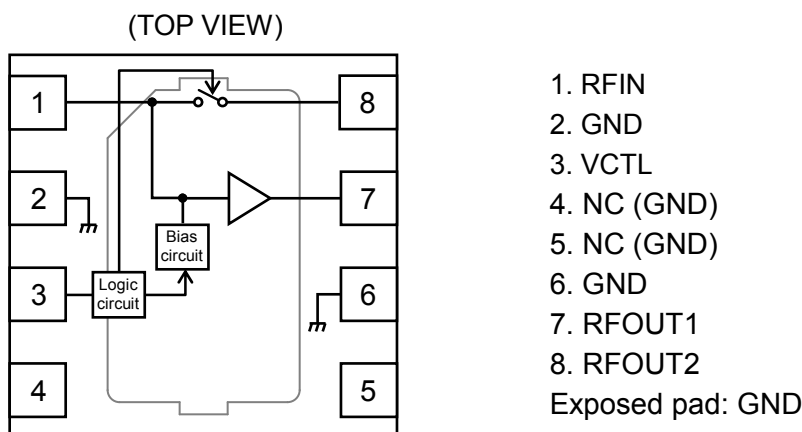 (TOP VIEW)
1
8
2
7
Bias
circuit
3
Logic
circuit
6
4
5
1. RFIN
2. GND
3. VCTL
4. NC (GND)
5. NC (GND)
6. GND
7. RFOUT1
8. RFOUT2
Exposed pad: GND